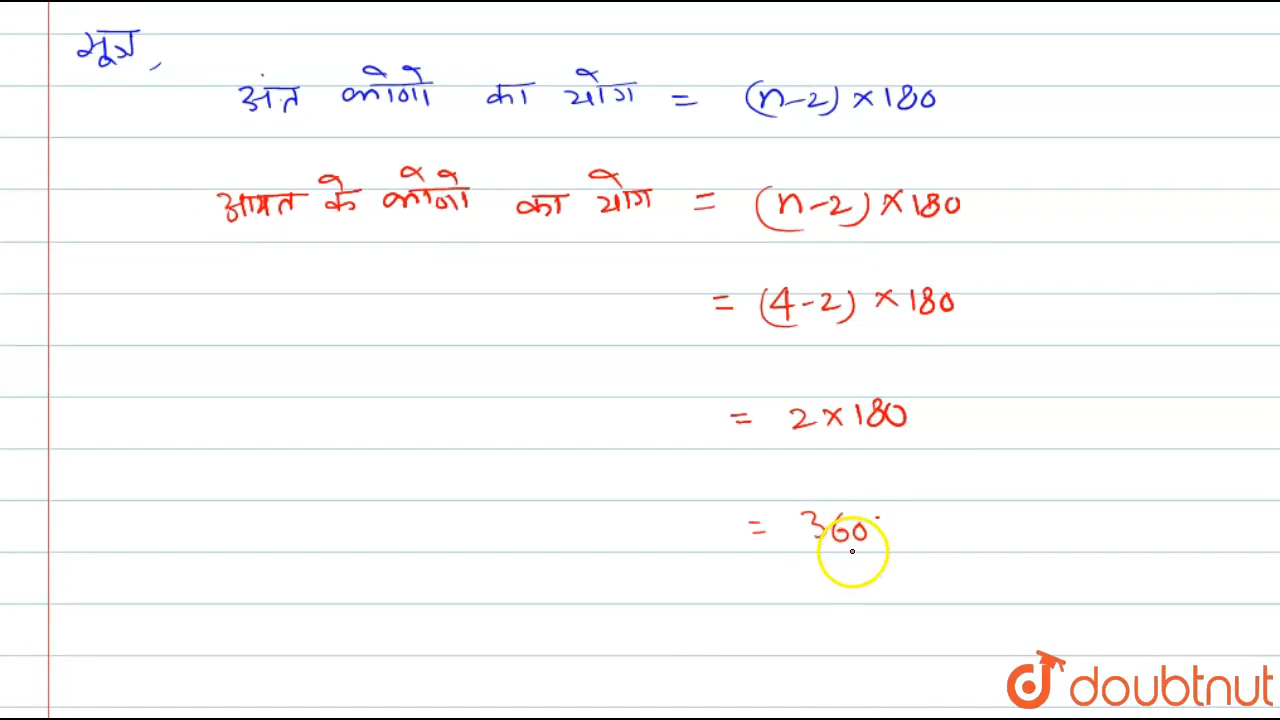 सूत्र,
अंत कोणों का योग = (n-2) × 180
आयत के कोणों का योग = (n-2) × 180
= (4-2) × 180
= 2 × 180
= 360°
doubtnut